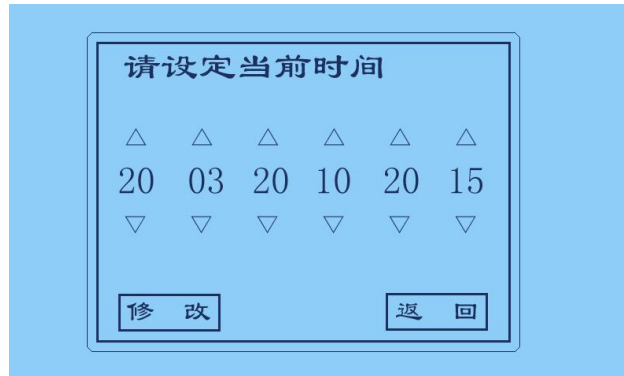 请设定当前时间
△ △ △ △ △ △
20 03 20 10 20 15
▽ ▽ ▽ ▽ ▽ ▽
修 改 返 回